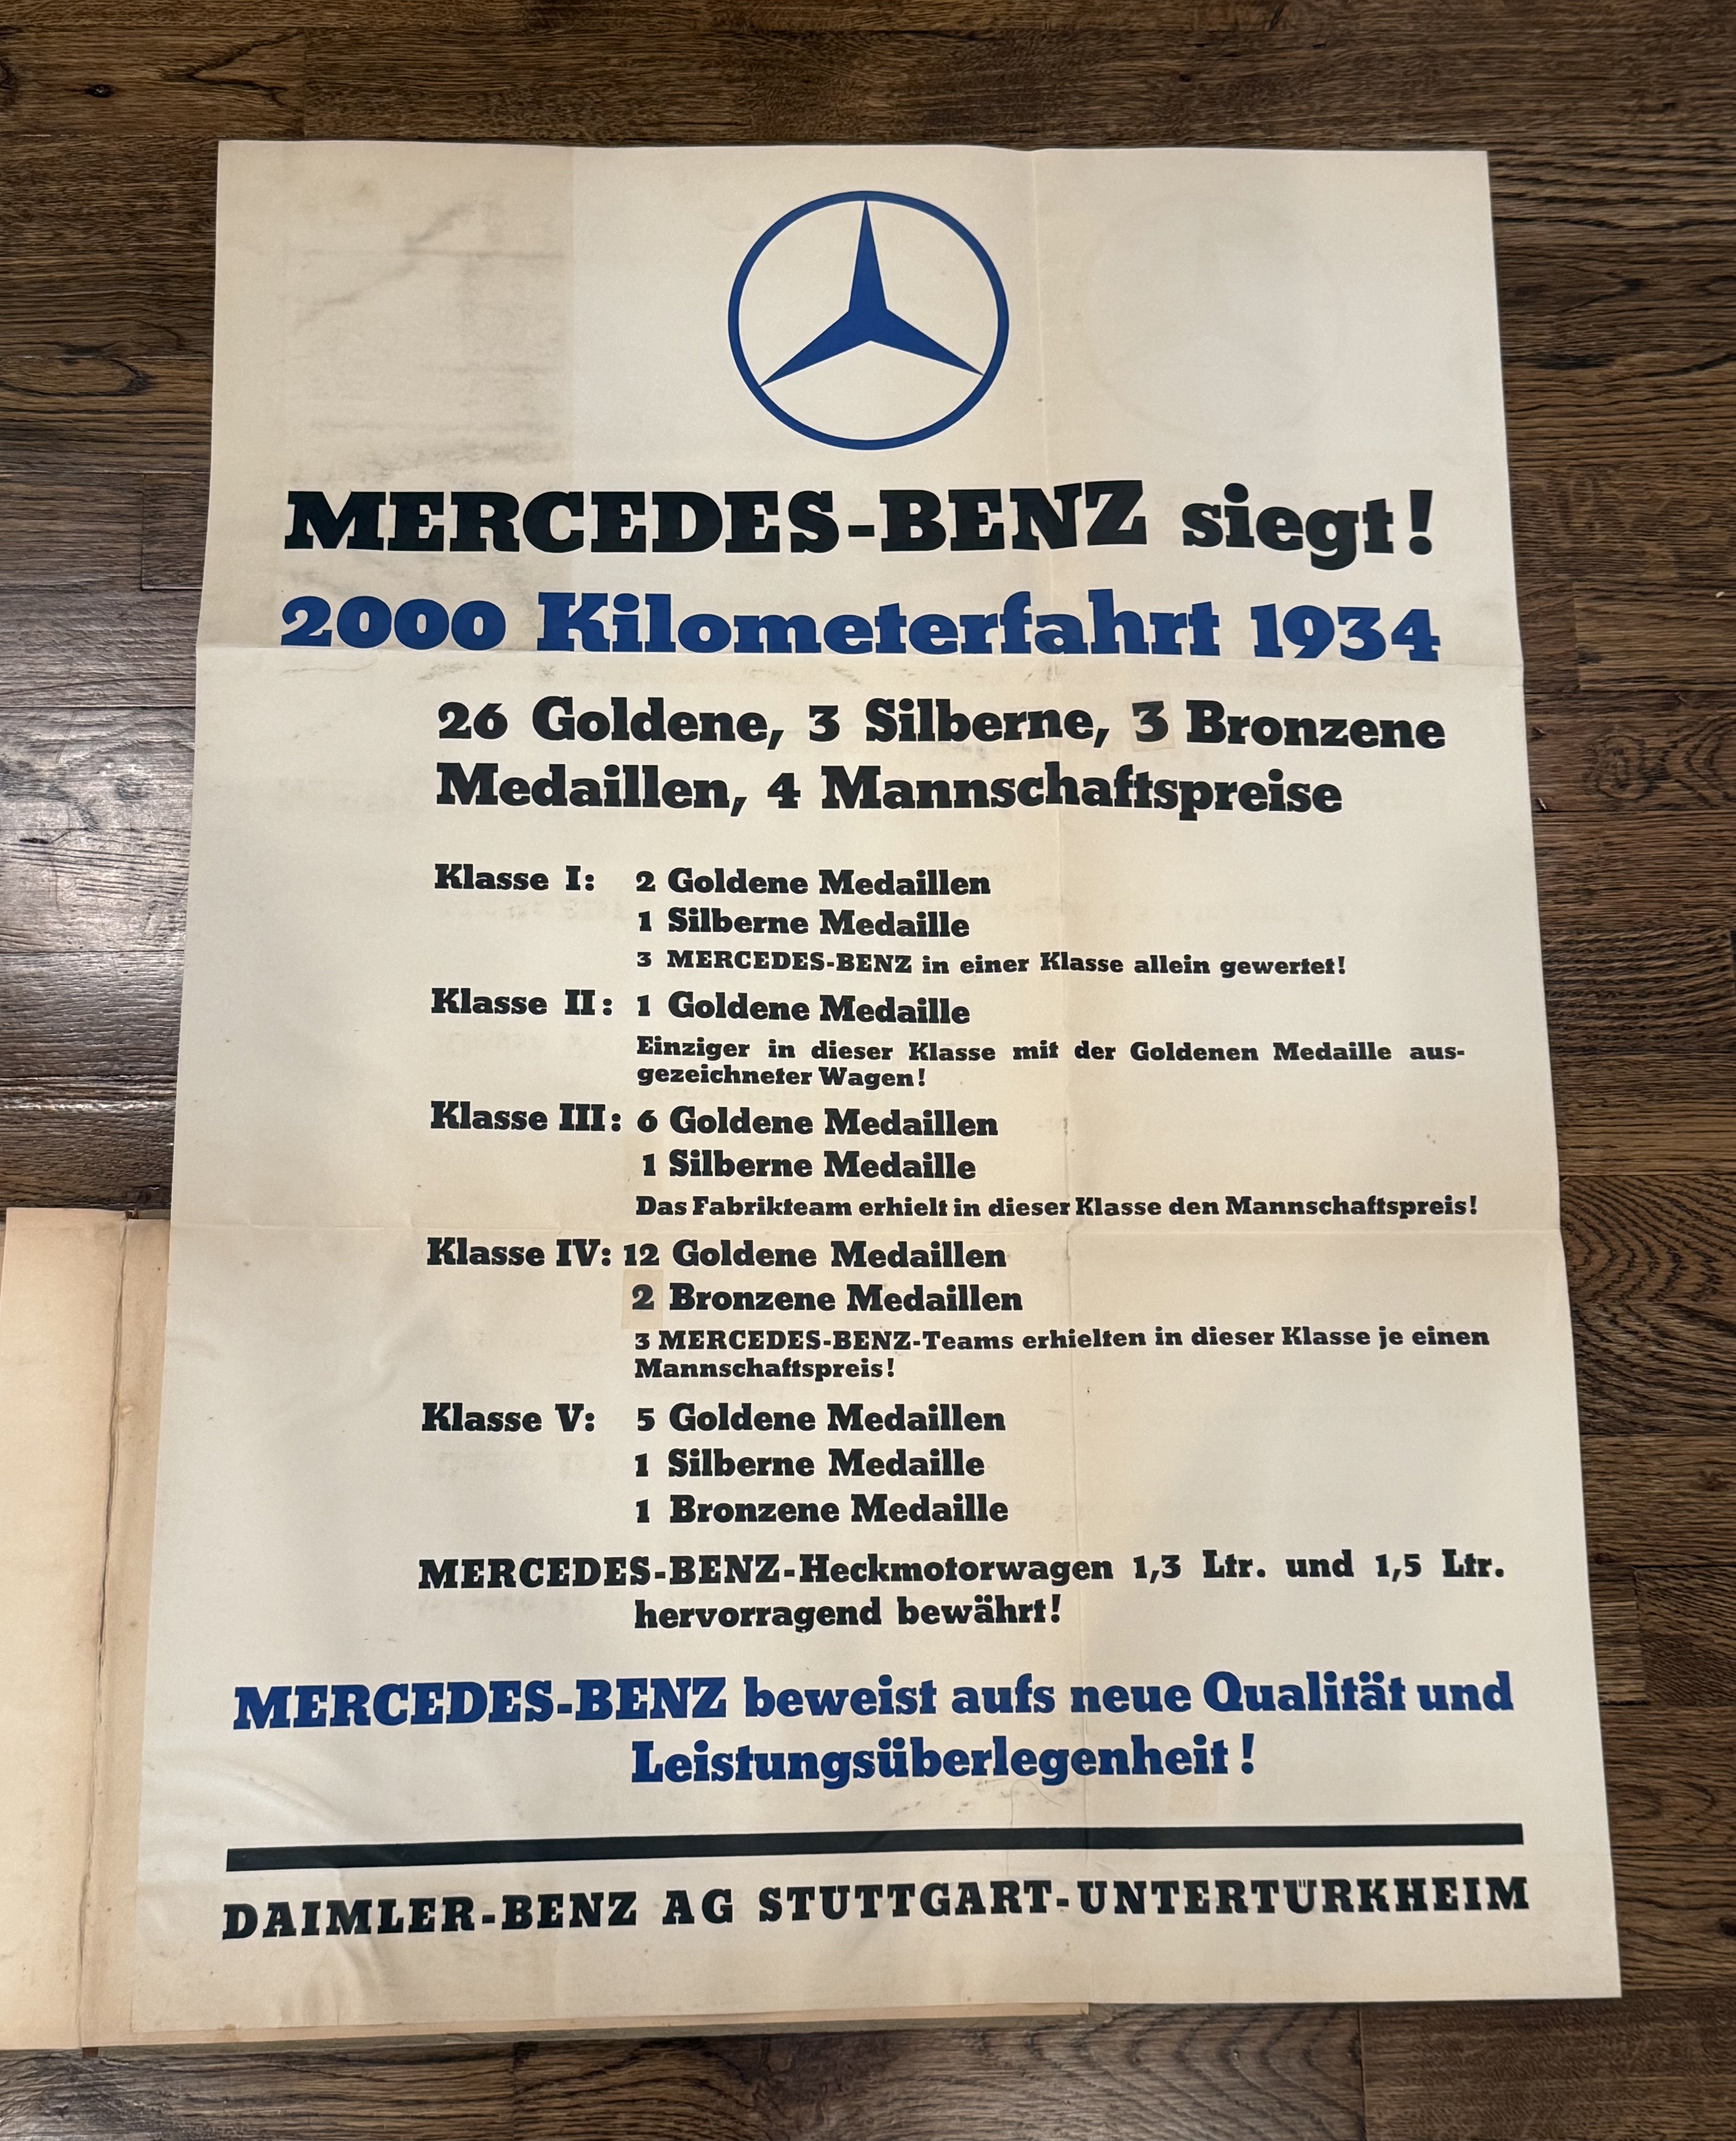 MERCEDES-BENZ siegt!
2000 Kilometerfahrt 1934
26 Goldene, 3 Silberne, 3 Bronzene
Medaillen, 4 Mannschaftspreise
Klasse I: 2 Goldene Medaillen
1 Silberne Medaille
3 MERCEDES-BENZ in einer Klasse allein gewertet!
Klasse II: 1 Goldene Medaille
Einziger in dieser Klasse mit der Goldenen Medaille aus-
gezeichneter Wagen!
Klasse III: 6 Goldene Medaillen
1 Silberne Medaille
Das Fabrikteam erhielt in dieser Klasse den Mannschaftspreis!
Klasse IV: 12 Goldene Medaillen
2 Bronzene Medaillen
3 MERCEDES-BENZ-Teams erhielten in dieser Klasse je einen
Mannschaftspreis!
Klasse V: 5 Goldene Medaillen
1 Silberne Medaille
1 Bronzene Medaille
MERCEDES-BENZ-Heckmotorwagen 1,3 Ltr. und 1,5 Ltr.
hervorragend bewährt!
MERCEDES-BENZ beweist aufs neue Qualität und
Leistungsüberlegenheit!
DAIMLER-BENZ AG STUTTGART-UNTERTÜRKHEIM